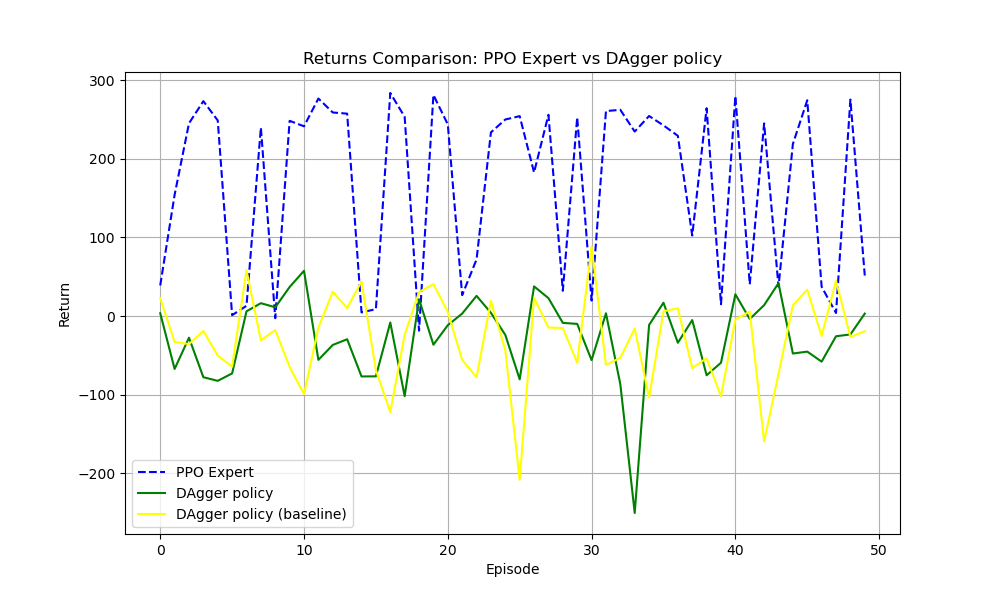 Returns Comparison: PPO Expert vs DAgger policy
300
200
100
0
−100
−200
Return
PPO Expert
DAgger policy
DAgger policy (baseline)
0 10 20 30 40 50
Episode